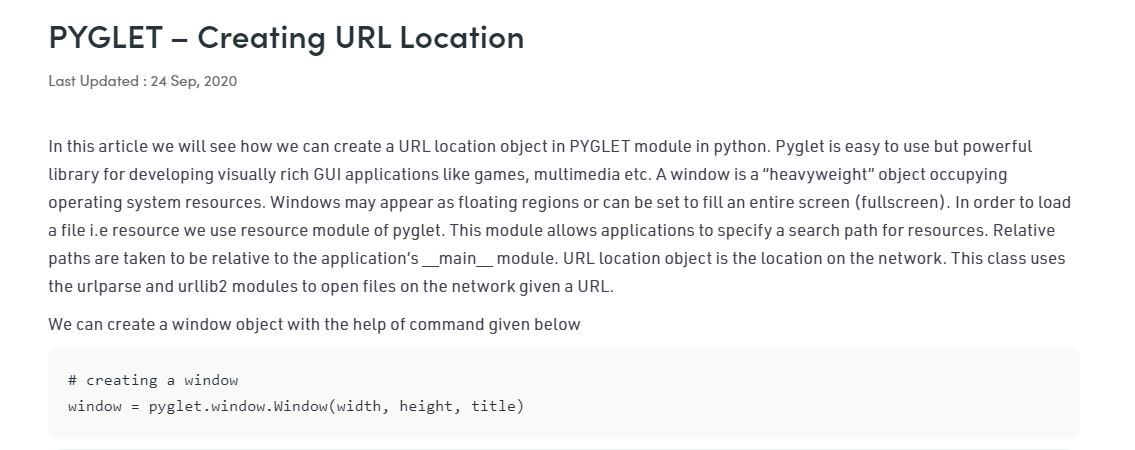 PYGLET – Creating URL Location
Last Updated : 24 Sep, 2020
In this article we will see how we can create a URL location object in PYGLET module in python. Pyglet is easy to use but powerful
library for developing visually rich GUI applications like games, multimedia etc. A window is a “heavyweight” object occupying
operating system resources. Windows may appear as floating regions or can be set to fill an entire screen (fullscreen). In order to load
a file i.e resource we use resource module of pyglet. This module allows applications to specify a search path for resources. Relative
paths are taken to be relative to the application’s __main__ module. URL location object is the location on the network. This class uses
the urlparse and urllib2 modules to open files on the network given a URL.
We can create a window object with the help of command given below
# creating a window
window = pyglet.window.Window(width, height, title)